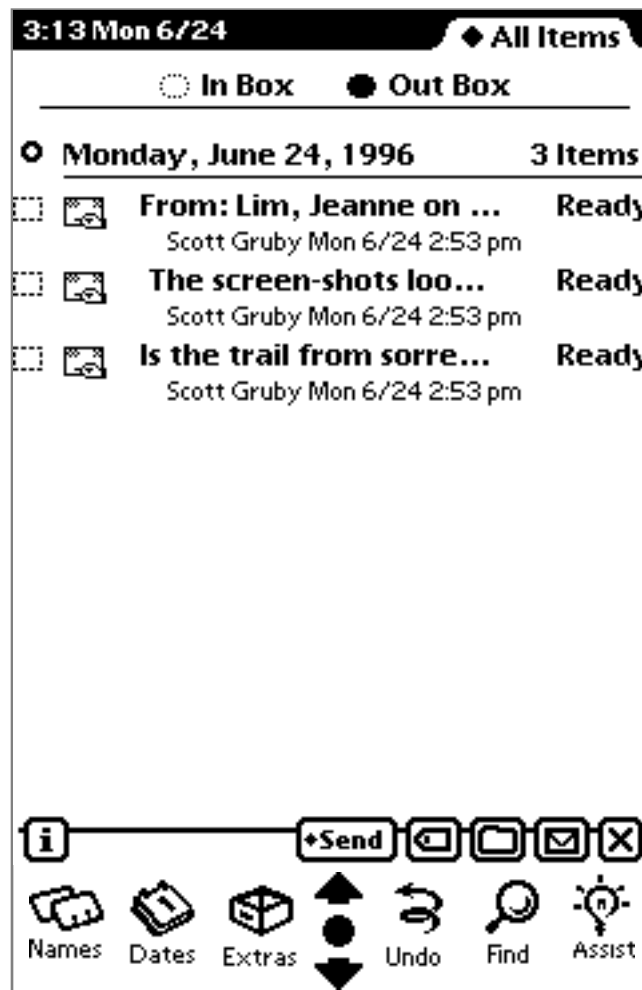 3:13 Mon 6/24 ◆ All Items
In Box Out Box
Monday, June 24, 1996 3 Items
From: Lim, Jeanne on ... Ready
Scott Gruby Mon 6/24 2:53 pm
The screen-shots loo... Ready
Scott Gruby Mon 6/24 2:53 pm
Is the trail from sorre... Ready
Scott Gruby Mon 6/24 2:53 pm
i ◆Send
Names Dates Extras Undo Find Assist